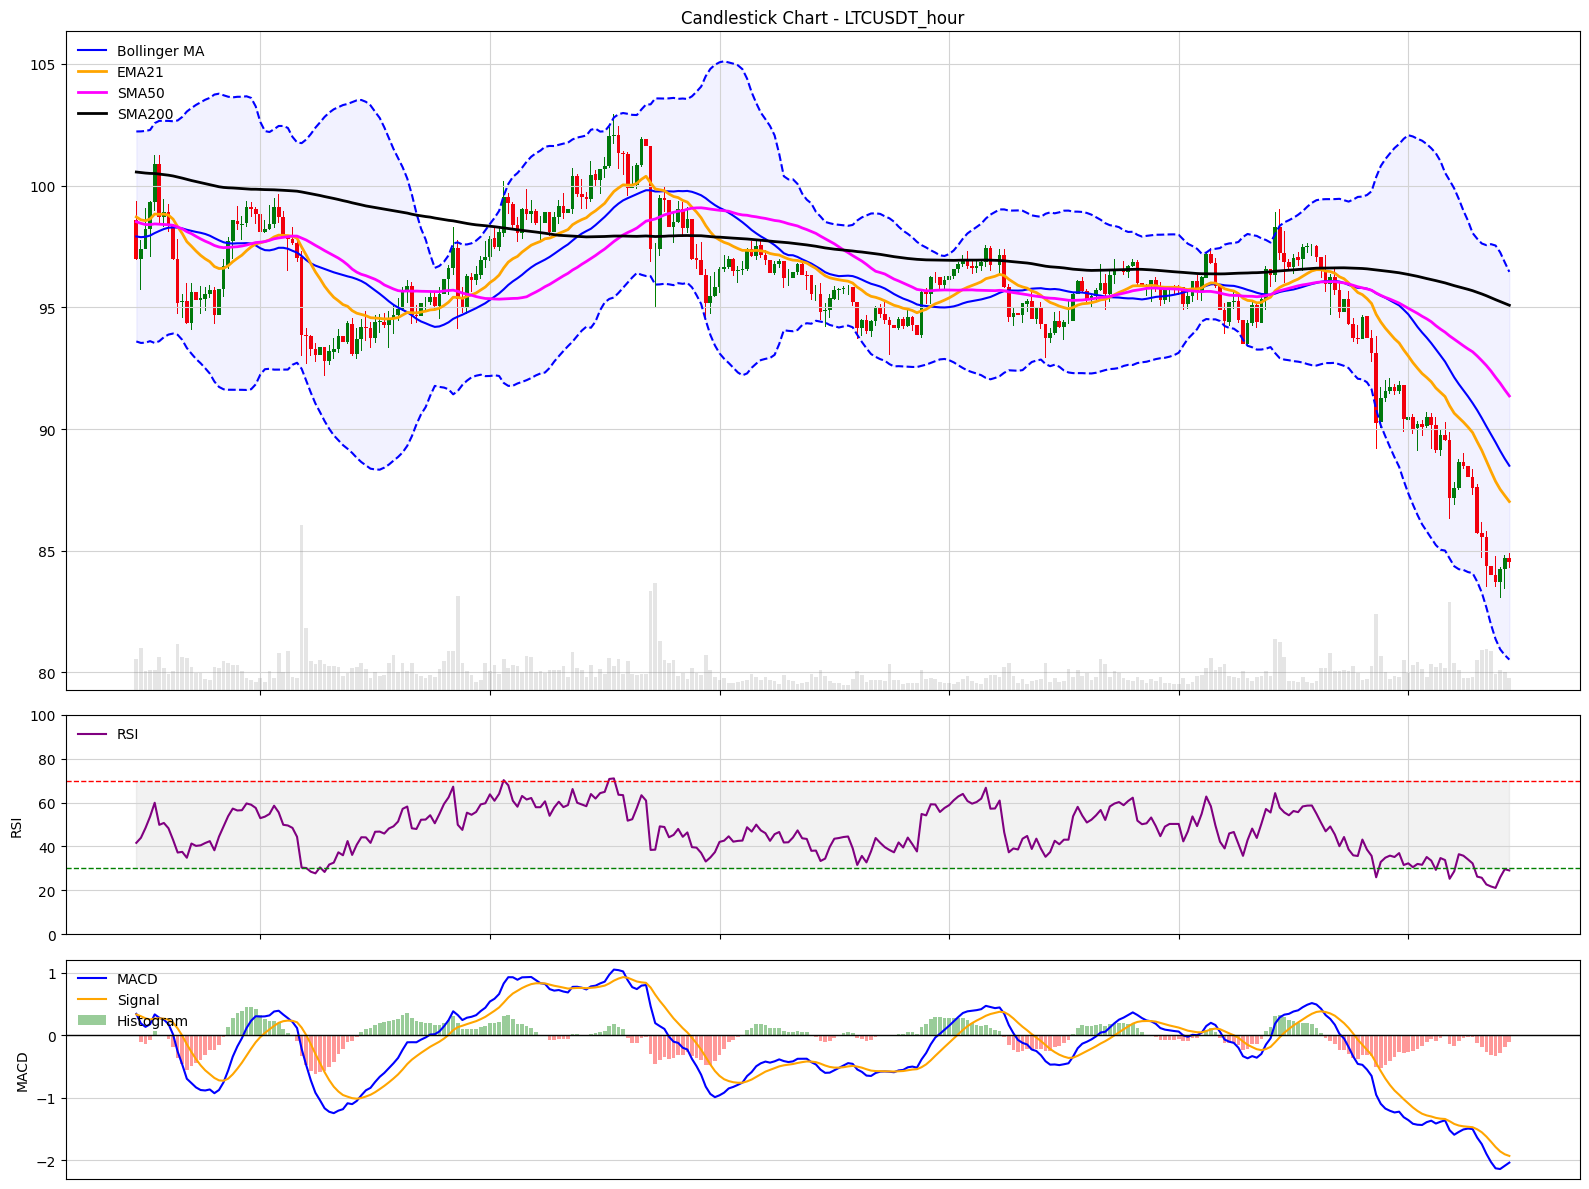 Candlestick Chart - LTCUSDT_hour
Bollinger MA
EMA21
SMA50
SMA200
105
100
95
90
85
80
RSI
100
80
60
40
20
0
RSI
MACD
Signal
Histogram
1
0
−1
−2
MACD